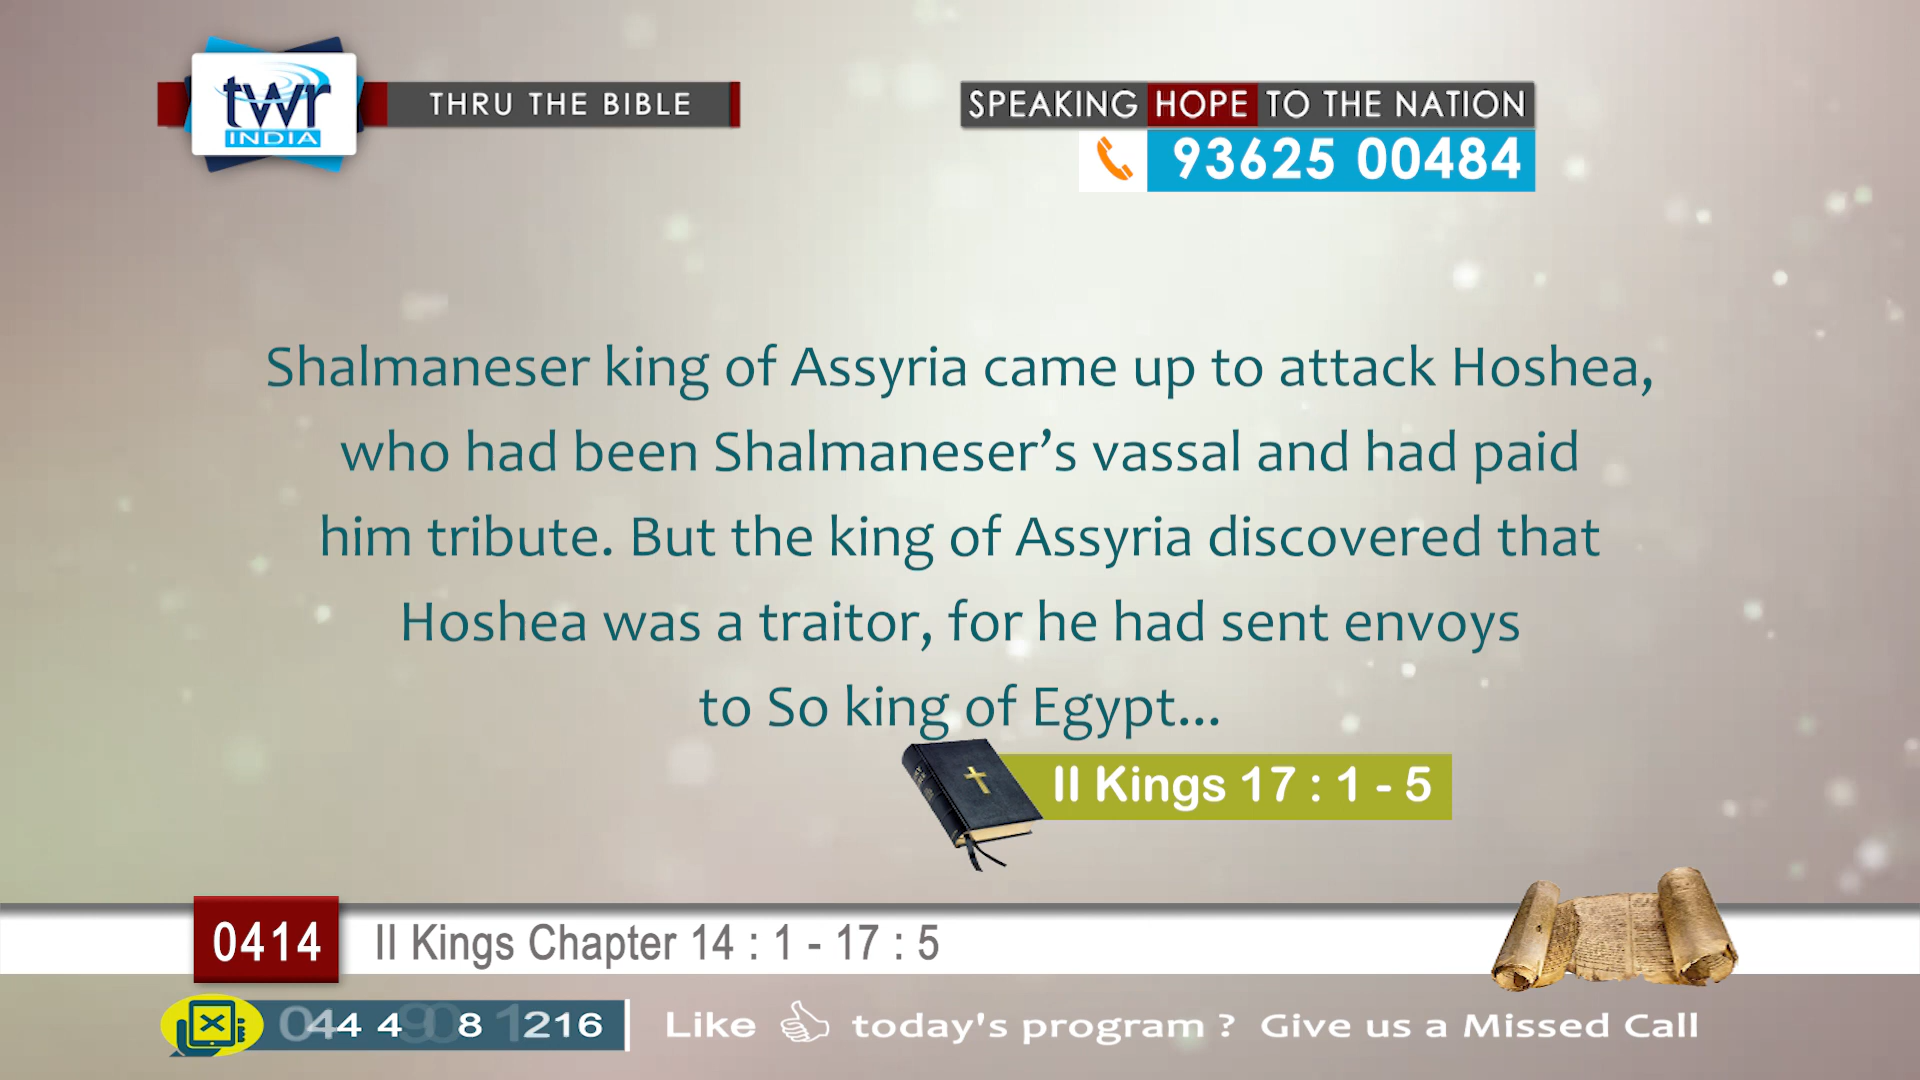 twr
INDIA
THRU THE BIBLE
SPEAKING HOPE TO THE NATION
93625 00484
Shalmaneser king of Assyria came up to attack Hoshea,
who had been Shalmaneser’s vassal and had paid
him tribute. But the king of Assyria discovered that
Hoshea was a traitor, for he had sent envoys
to So king of Egypt...
II Kings 17 : 1 - 5
0414 II Kings Chapter 14 : 1 - 17 : 5
Like today's program ? Give us a Missed Call